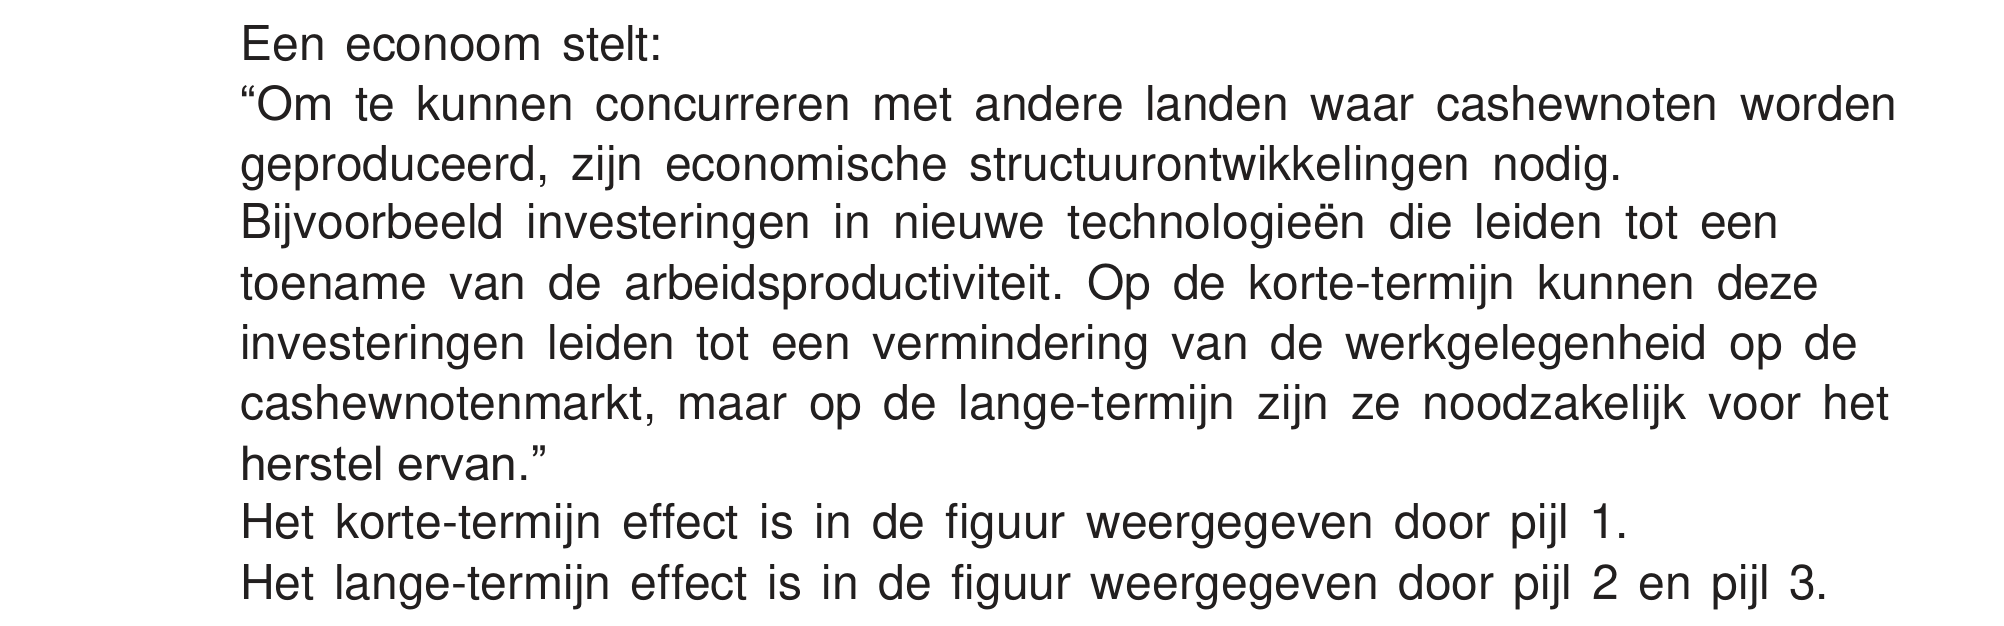 Een econoom stelt:
“Om te kunnen concurreren met andere landen waar cashewnoten worden
geproduceerd, zijn economische structuurontwikkelingen nodig.
Bijvoorbeeld investeringen in nieuwe technologieën die leiden tot een
toename van de arbeidsproductiviteit. Op de korte-termijn kunnen deze
investeringen leiden tot een vermindering van de werkgelegenheid op de
cashewnotenmarkt, maar op de lange-termijn zijn ze noodzakelijk voor het
herstel ervan.”
Het korte-termijn effect is in de figuur weergegeven door pijl 1.
Het lange-termijn effect is in de figuur weergegeven door pijl 2 en pijl 3.